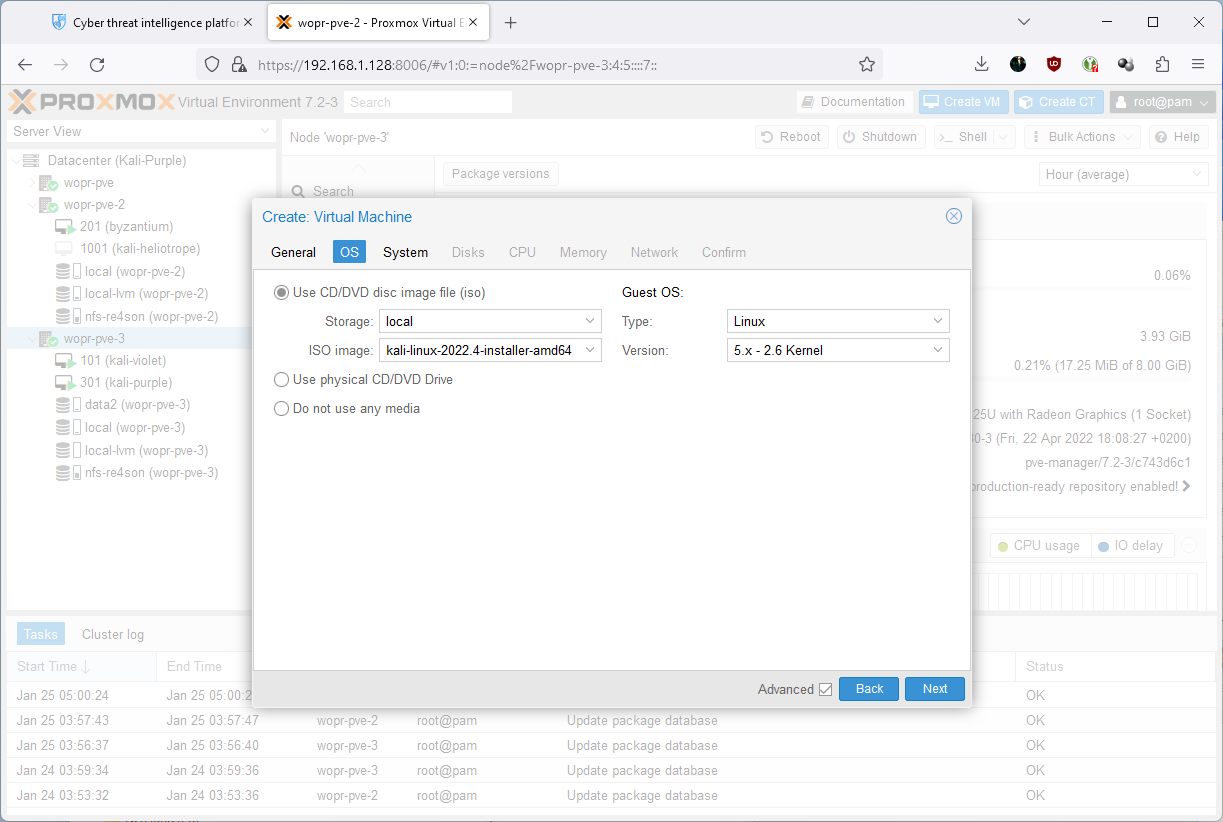 Cyber threat intelligence platfor
wopr-pve-2 - Proxmox Virtual E
https://192.168.1.128:8006/#v1:0:=node%2Fwopr-pve-3:4:5::::7::
PROXMOX Virtual Environment 7.2-3 Search Documentation Create VM Create CT root@pam
Server View
Node 'wopr-pve-3' Reboot Shutdown Shell Bulk Actions Help
Datacenter (Kali-Purple)
wopr-pve
wopr-pve-2
201 (byzantium)
1001 (kali-heliotrope)
local (wopr-pve-2)
local-lvm (wopr-pve-2)
nfs-re4son (wopr-pve-2)
wopr-pve-3
101 (kali-violet)
301 (kali-purple)
data2 (wopr-pve-3)
local (wopr-pve-3)
local-lvm (wopr-pve-3)
nfs-re4son (wopr-pve-3)
Search
Package versions
Hour (average)
Create: Virtual Machine
General OS System Disks CPU Memory Network Confirm
Use CD/DVD disc image file (iso)
Storage: local
ISO image: kali-linux-2022.4-installer-amd64
Use physical CD/DVD Drive
Do not use any media
Guest OS:
Type: Linux
Version: 5.x - 2.6 Kernel
Advanced Back Next
0.06%
3.93 GiB
0.21% (17.25 MiB of 8.00 GiB)
25U with Radeon Graphics (1 Socket)
0-3 (Fri, 22 Apr 2022 18:08:27 +0200)
pve-manager/7.2-3/c743d6c1
production-ready repository enabled!
CPU usage IO delay
Tasks Cluster log
Start Time End Time Status
Jan 25 05:00:24 Jan 25 05:00:2 OK
Jan 25 03:57:43 Jan 25 03:57:47 wopr-pve-2 root@pam Update package database OK
Jan 25 03:56:37 Jan 25 03:56:40 wopr-pve-3 root@pam Update package database OK
Jan 24 03:59:34 Jan 24 03:59:36 wopr-pve-3 root@pam Update package database OK
Jan 24 03:53:32 Jan 24 03:53:36 wopr-pve-2 root@pam Update package database OK